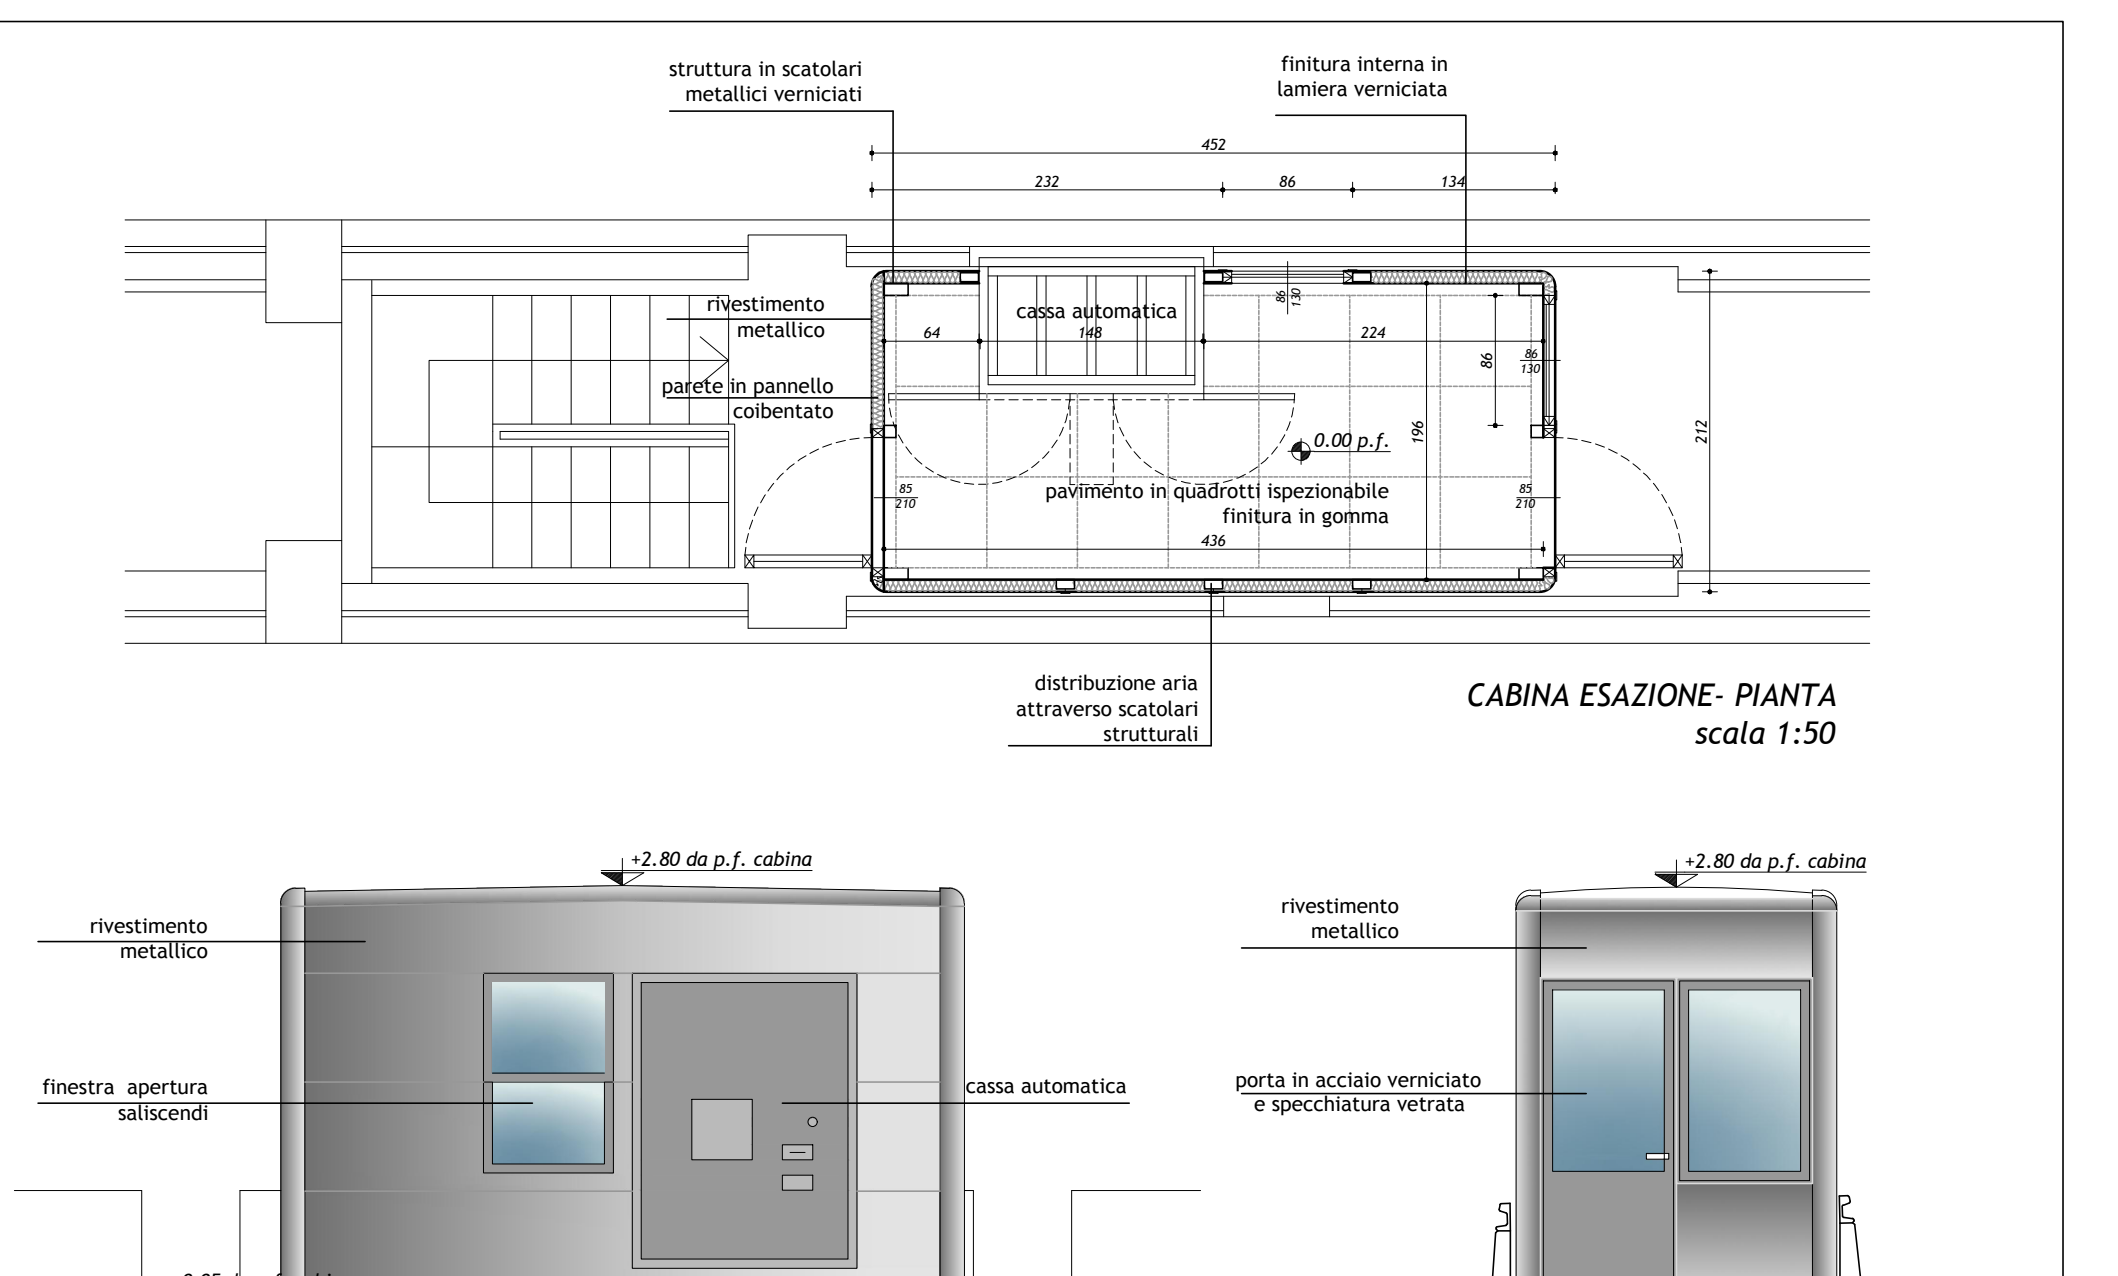 struttura in scatolari
metallici verniciati
finitura interna in
lamiera verniciata
452
232
86
134
rivestimento
metallico
parete in pannello
coibentato
cassa automatica
64
148
224
86
130
86
86
130
196
212
0.00 p.f.
85
210
85
210
pavimento in quadrotti ispezionabile
finitura in gomma
436
distribuzione aria
attraverso scatolari
strutturali
CABINA ESAZIONE- PIANTA
scala 1:50
+2.80 da p.f. cabina
rivestimento
metallico
finestra apertura
saliscendi
cassa automatica
+2.80 da p.f. cabina
rivestimento
metallico
porta in acciaio verniciato
e specchiatura vetrata